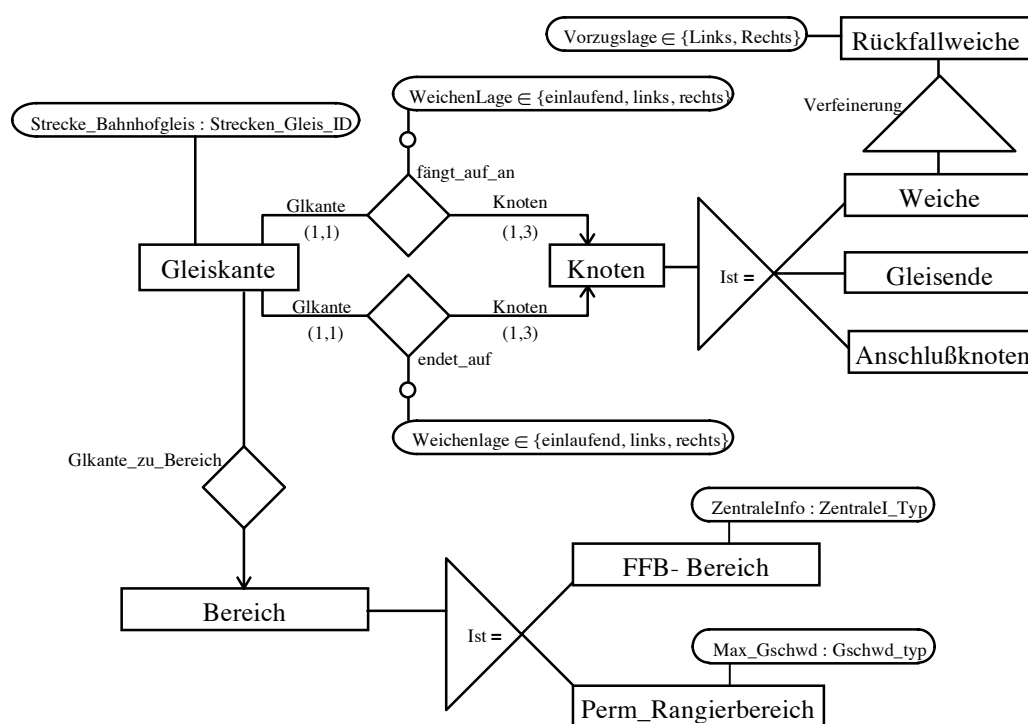 Vorzugslage ∈ {Links, Rechts}
Rückfallweiche
WeichenLage ∈ {einlaufend, links, rechts}
Verfeinerung
Strecke_Bahnhofgleis : Strecken_Gleis_ID
fängt_auf_an
Glkante
Knoten
Weiche
(1,1)
(1,3)
Gleiskante
Knoten
Ist =
Gleisende
Glkante
Knoten
(1,1)
(1,3)
endet_auf
Anschlußknoten
Weichenlage ∈ {einlaufend, links, rechts}
Glkante_zu_Bereich
ZentraleInfo : ZentraleI_Typ
FFB- Bereich
Bereich
Ist =
Max_Gschwd : Gschwd_typ
Perm_Rangierbereich